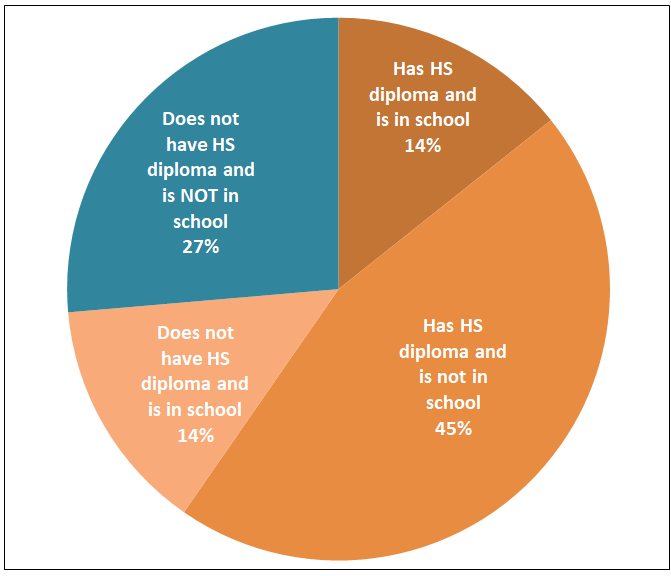 Has HS
diploma and
is in school
14%
Does not
have HS
diploma and
is NOT in
school
27%
Has HS
diploma and
is not in
school
45%
Does not
have HS
diploma and
is in school
14%